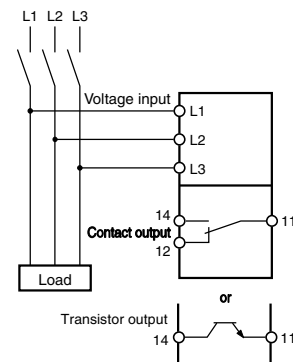 L1 L2 L3
Voltage input
L1
L2
L3
14
11
Contact output
12
Load
or
Transistor output
14
11